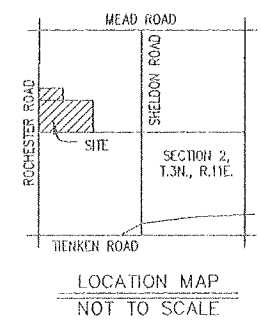 MEAD ROAD
ROCHESTER ROAD
SHELDON ROAD
SITE
SECTION 2,
T.3N., R.11E.
TIENKEN ROAD
LOCATION MAP
NOT TO SCALE